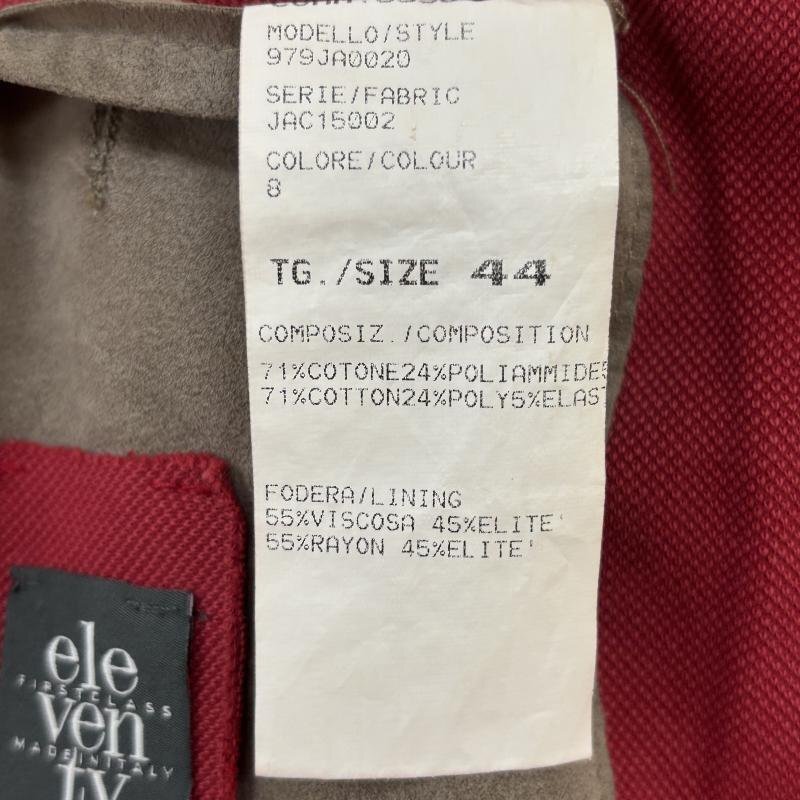 MODELLO/STYLE
979JA0020
SERIE/FABRIC
JAC15002
COLORE/COLOUR
8
TG./SIZE 44
COMPOSIZ./COMPOSITION
71%COTONE24%POLIAMMIDE5
71%COTTON24%POLY5%ELAST
FODERA/LINING
55%VISCOSA 45%ELITE'
55%RAYON 45%ELITE'
ele
FIRSTCLASS
ven
MADEINITALY
ty